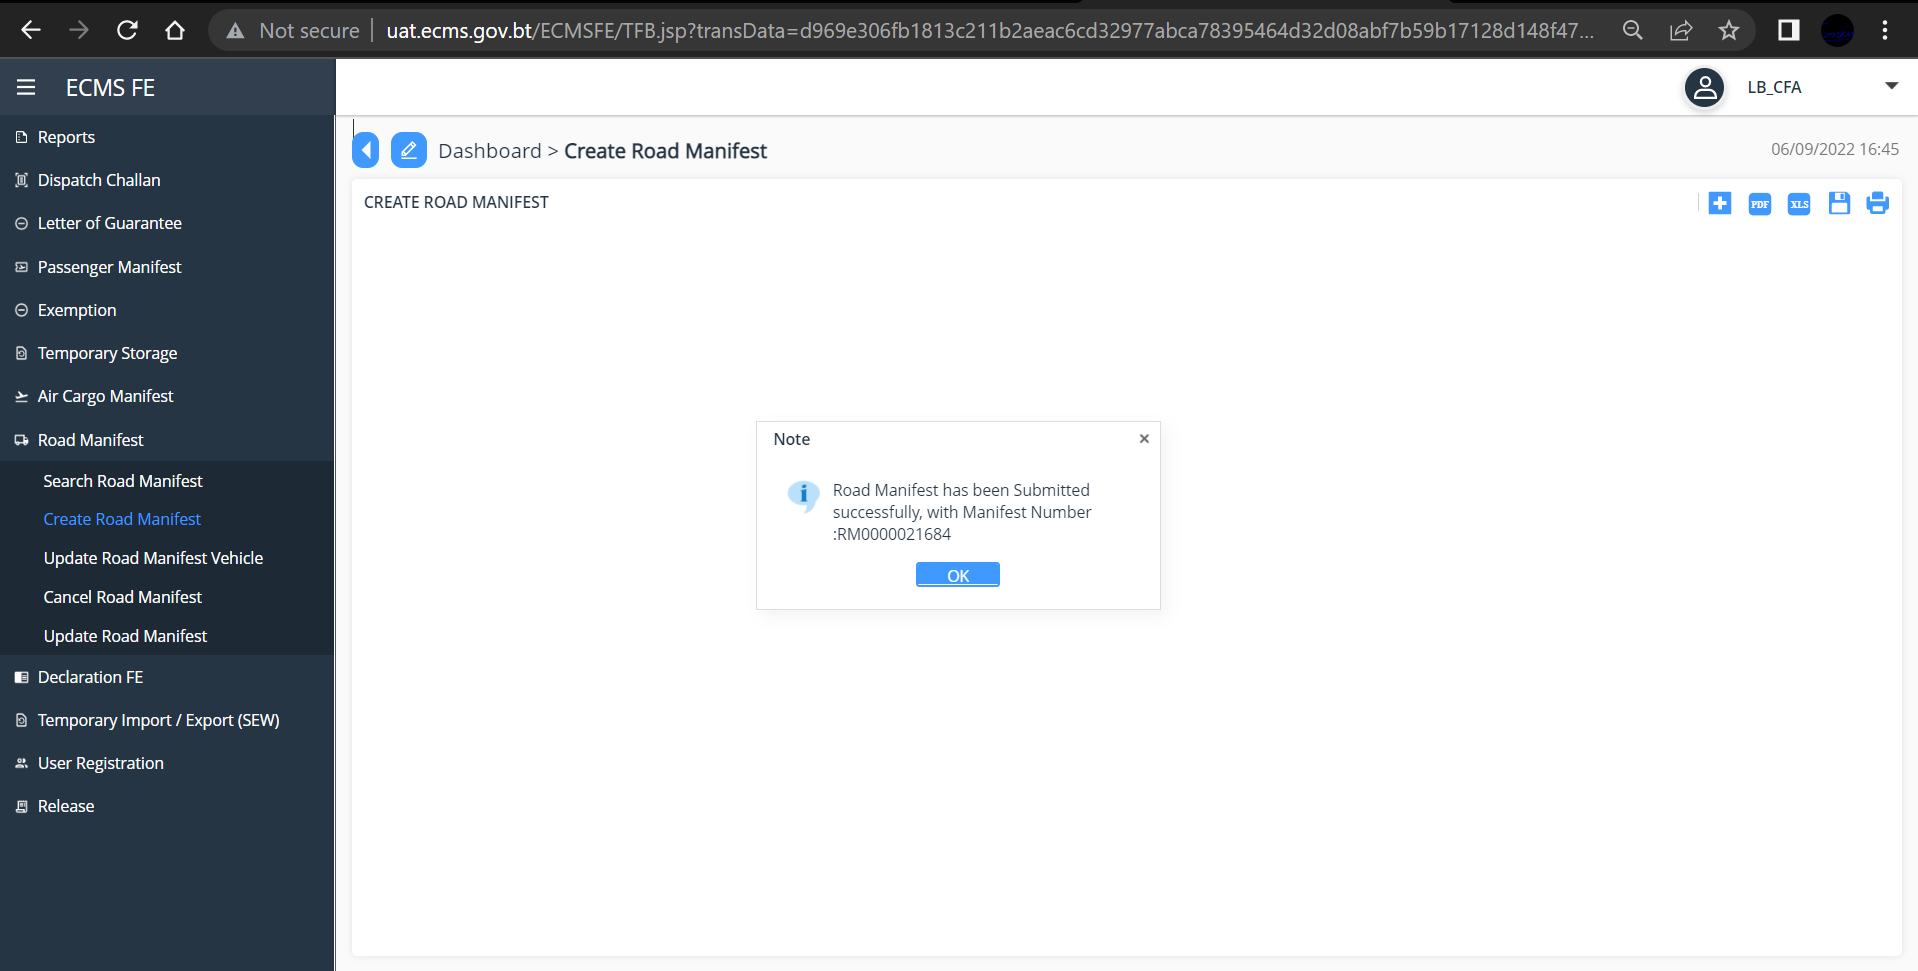 Not secure | uat.ecms.gov.bt/ECMSFE/TFB.jsp?transData=d969e306fb1813c211b2aeac6cd32977abca78395464d32d08abf7b59b17128d148f47...
ECMS FE
LB_CFA
Reports
Dispatch Challan
Letter of Guarantee
Passenger Manifest
Exemption
Temporary Storage
Air Cargo Manifest
Road Manifest
Search Road Manifest
Create Road Manifest
Update Road Manifest Vehicle
Cancel Road Manifest
Update Road Manifest
Declaration FE
Temporary Import / Export (SEW)
User Registration
Release
Dashboard > Create Road Manifest
06/09/2022 16:45
CREATE ROAD MANIFEST
PDF
XLS
Note
×
Road Manifest has been Submitted
successfully, with Manifest Number
:RM0000021684
OK